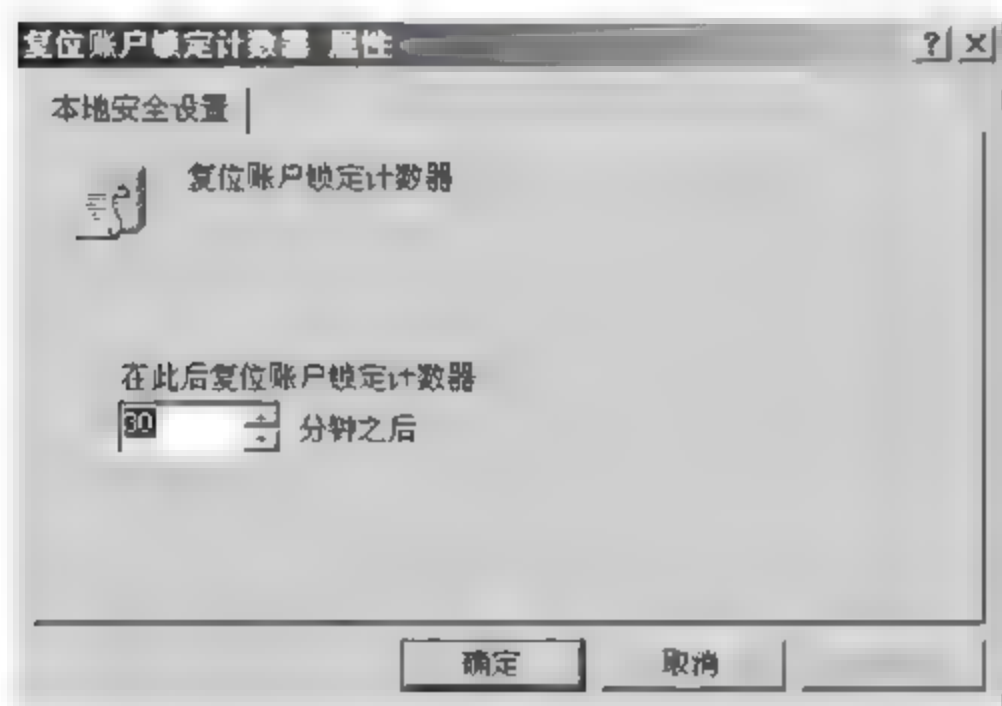 复位账户锁定计数器 属性
本地安全设置
复位账户锁定计数器
在此后复位账户锁定计数器
30 分钟之后
确定 取消